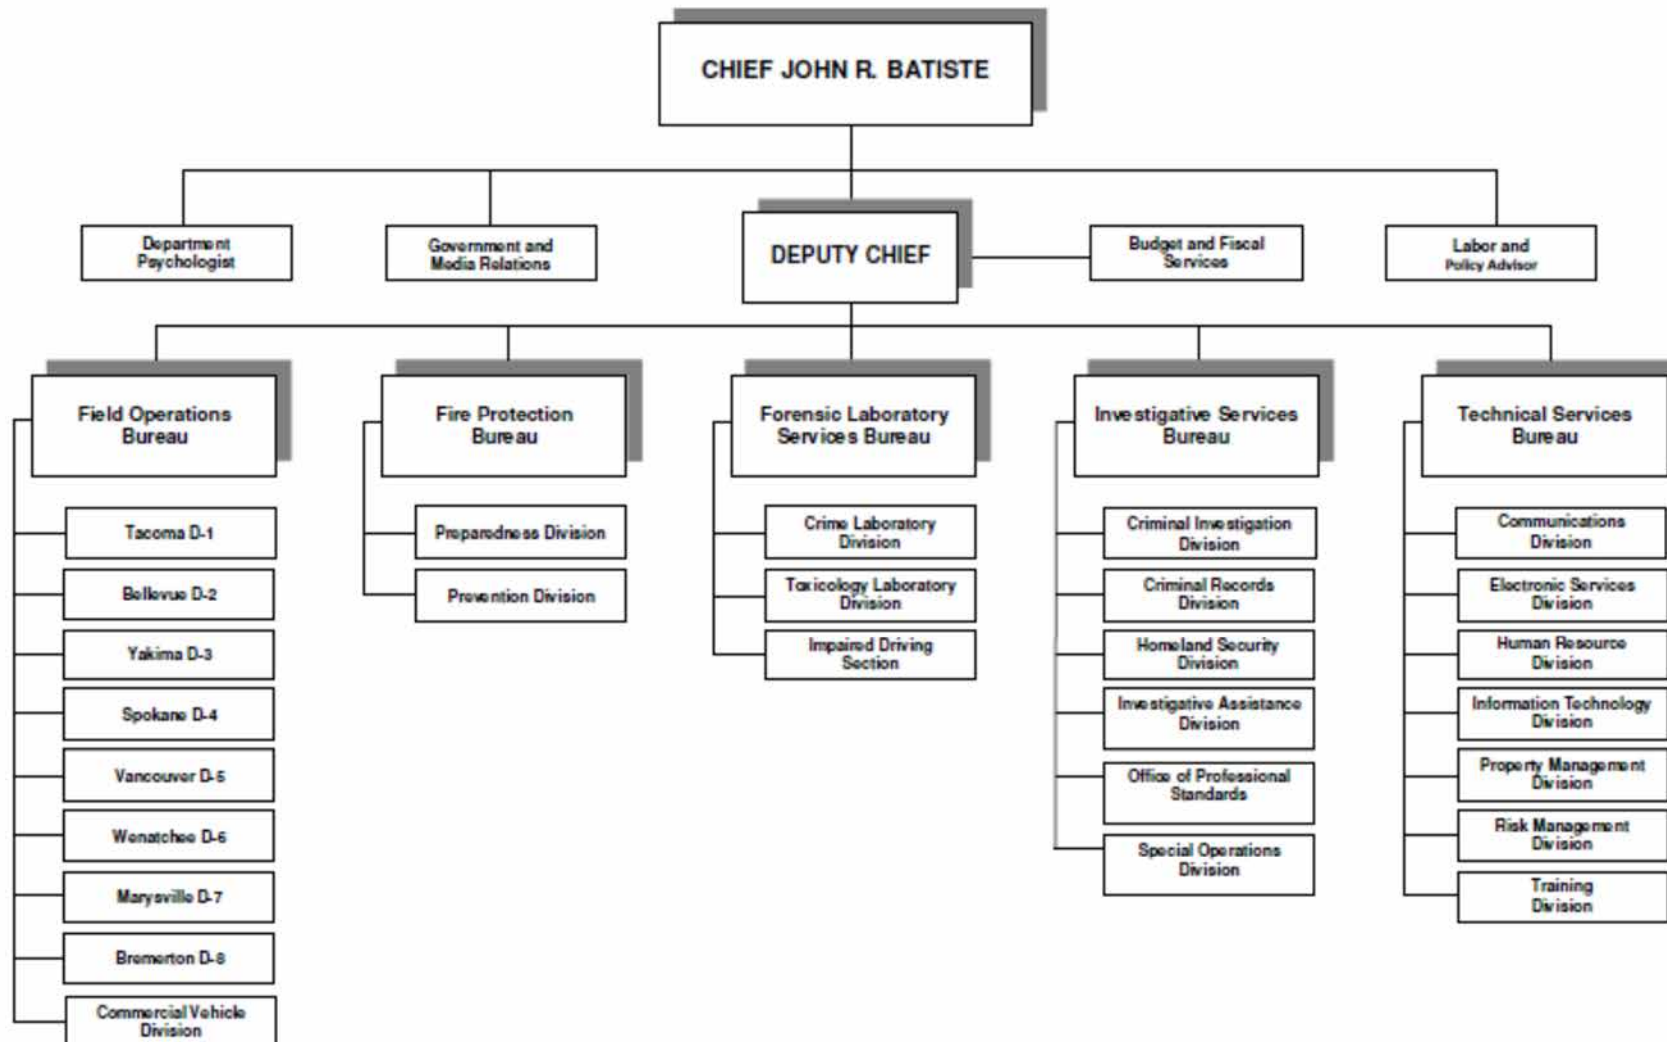 CHIEF JOHN R. BATISTE
Department
Psychologist
Government and
Media Relations
DEPUTY CHIEF
Budget and Fiscal
Services
Labor and
Policy Advisor
Field Operations
Bureau
Tacoma D-1
Bellevue D-2
Yakima D-3
Spokane D-4
Vancouver D-5
Wenatchee D-6
Marysville D-7
Bremerton D-8
Commercial Vehicle
Division
Fire Protection
Bureau
Preparedness Division
Prevention Division
Forensic Laboratory
Services Bureau
Crime Laboratory
Division
Toxicology Laboratory
Division
Impaired Driving
Section
Investigative Services
Bureau
Criminal Investigation
Division
Criminal Records
Division
Homeland Security
Division
Investigative Assistance
Division
Office of Professional
Standards
Special Operations
Division
Technical Services
Bureau
Communications
Division
Electronic Services
Division
Human Resource
Division
Information Technology
Division
Property Management
Division
Risk Management
Division
Training
Division